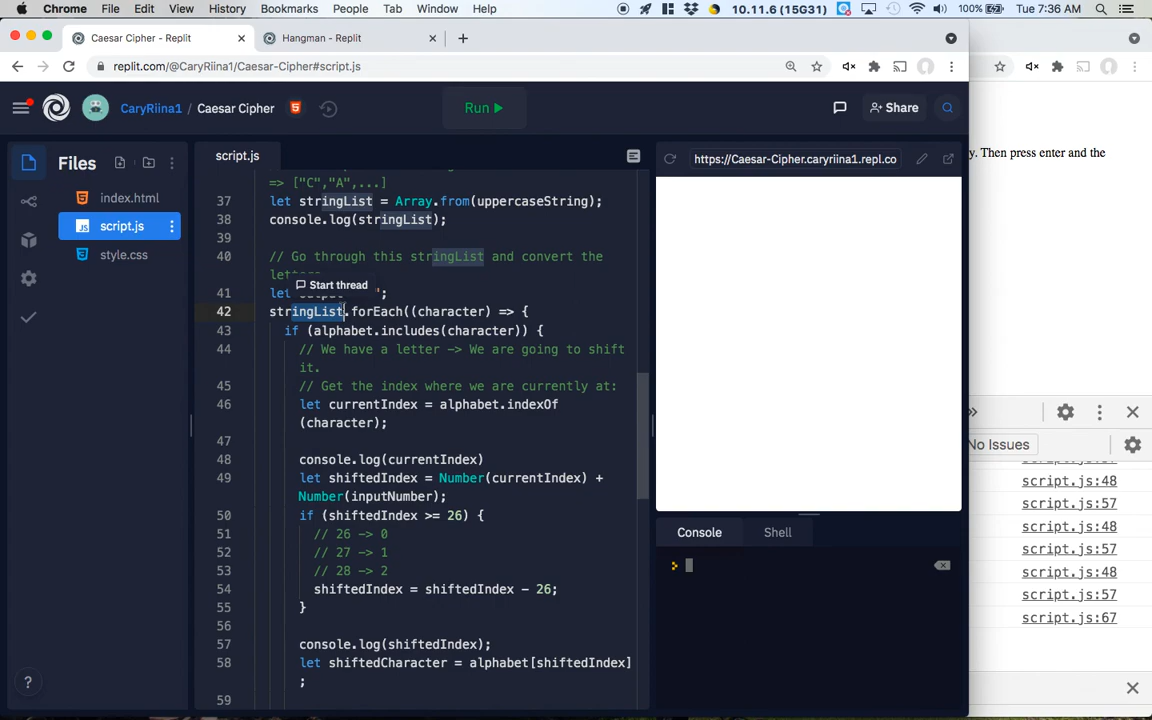 Chrome File Edit View History Bookmarks People Tab Window Help 10.11.6 (15G31) 100% Tue 7:36 AM
Caesar Cipher - Replit
Hangman - Replit
replit.com/@CaryRiina1/Caesar-Cipher#script.js
CaryRiina1 / Caesar Cipher
Run
Share
Files
script.js
https://Caesar-Cipher.caryriina1.repl.co
y. Then press enter and the
index.html
script.js
style.css
=> ["C","A",...]
37 let stringList = Array.from(uppercaseString);
38 console.log(stringList);
39
40 // Go through this stringList and convert the
Start thread
41 let
42 stringList.forEach((character) => {
43 if (alphabet.includes(character)) {
44 // We have a letter -> We are going to shift
it.
45 // Get the index where we are currently at:
46 let currentIndex = alphabet.indexOf
(character);
47
48 console.log(currentIndex)
49 let shiftedIndex = Number(currentIndex) +
Number(inputNumber);
50 if (shiftedIndex >= 26) {
51 // 26 -> 0
52 // 27 -> 1
53 // 28 -> 2
54 shiftedIndex = shiftedIndex - 26;
55 }
56
57 console.log(shiftedIndex);
58 let shiftedCharacter = alphabet[shiftedIndex]
;
59
Console
Shell
No Issues
script.js:48
script.js:57
script.js:48
script.js:57
script.js:48
script.js:57
script.js:67